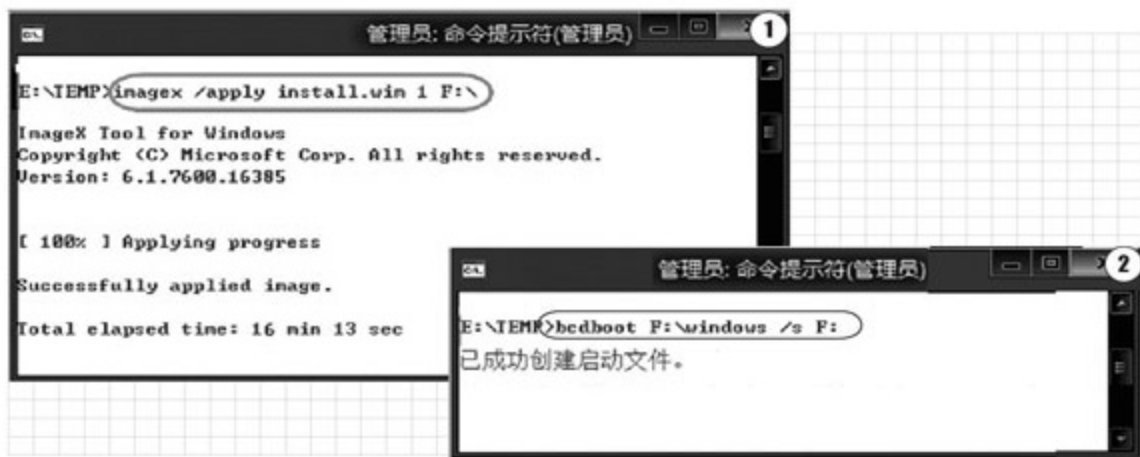 管理员: 命令提示符(管理员)
1
E:\TEMP>imagex /apply install.wim 1 F:\
ImageX Tool for Windows
Copyright (C) Microsoft Corp. All rights reserved.
Version: 6.1.7600.16385
[ 100% ] Applying progress
Successfully applied image.
Total elapsed time: 16 min 13 sec
管理员: 命令提示符(管理员)
2
E:\TEMP>bcdboot F:\windows /s F:
已成功创建启动文件。